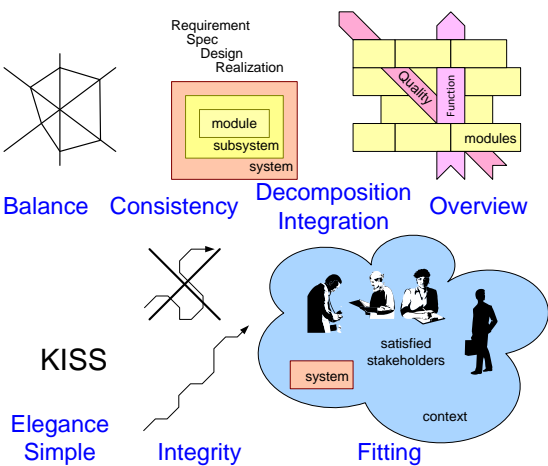 Requirement
Spec
Design
Realization
module
subsystem
system
Quality
Function
modules
Balance
Consistency
Decomposition
Integration
Overview
KISS
satisfied
stakeholders
system
context
Elegance
Simple
Integrity
Fitting